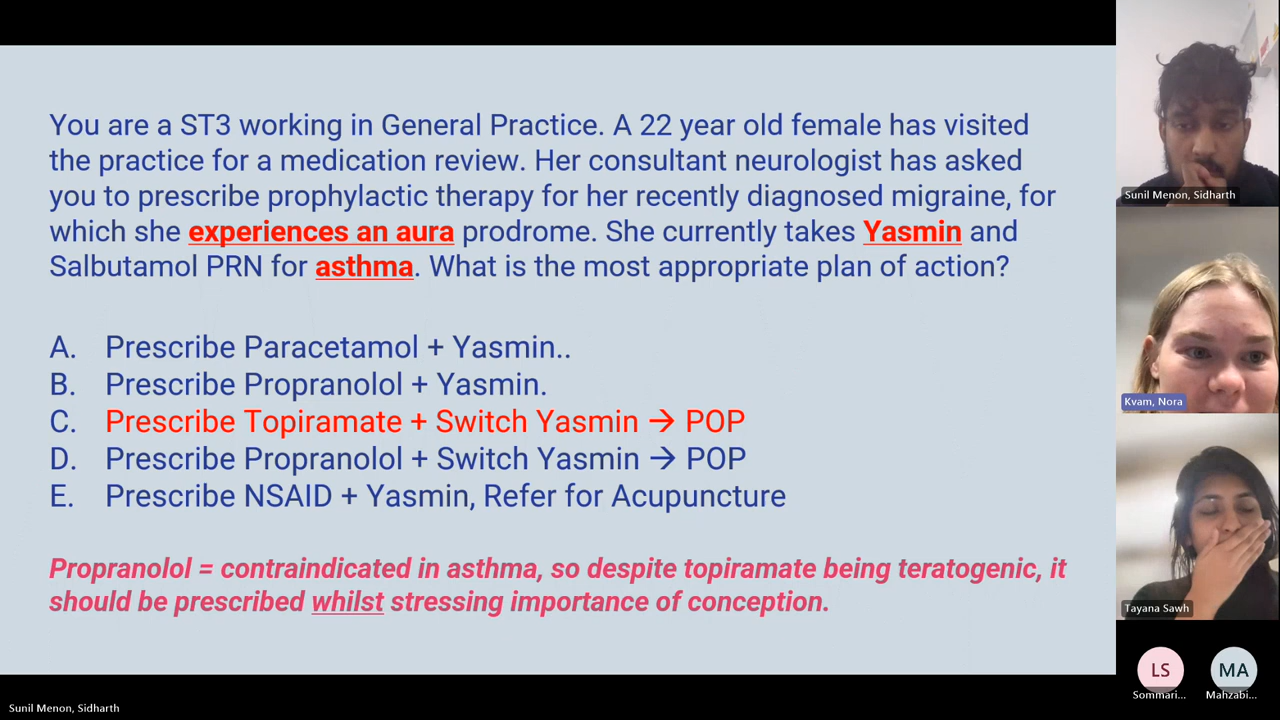 You are a ST3 working in General Practice. A 22 year old female has visited
the practice for a medication review. Her consultant neurologist has asked
you to prescribe prophylactic therapy for her recently diagnosed migraine, for
which she experiences an aura prodrome. She currently takes Yasmin and
Salbutamol PRN for asthma. What is the most appropriate plan of action?
A. Prescribe Paracetamol + Yasmin..
B. Prescribe Propranolol + Yasmin.
C. Prescribe Topiramate + Switch Yasmin → POP
D. Prescribe Propranolol + Switch Yasmin → POP
E. Prescribe NSAID + Yasmin, Refer for Acupuncture
Propranolol = contraindicated in asthma, so despite topiramate being teratogenic, it
should be prescribed whilst stressing importance of conception.
Sunil Menon, Sidharth
Kvam, Nora
Tayana Sawh
LS
MA
Sommari...
Mahzabi...
Sunil Menon, Sidharth